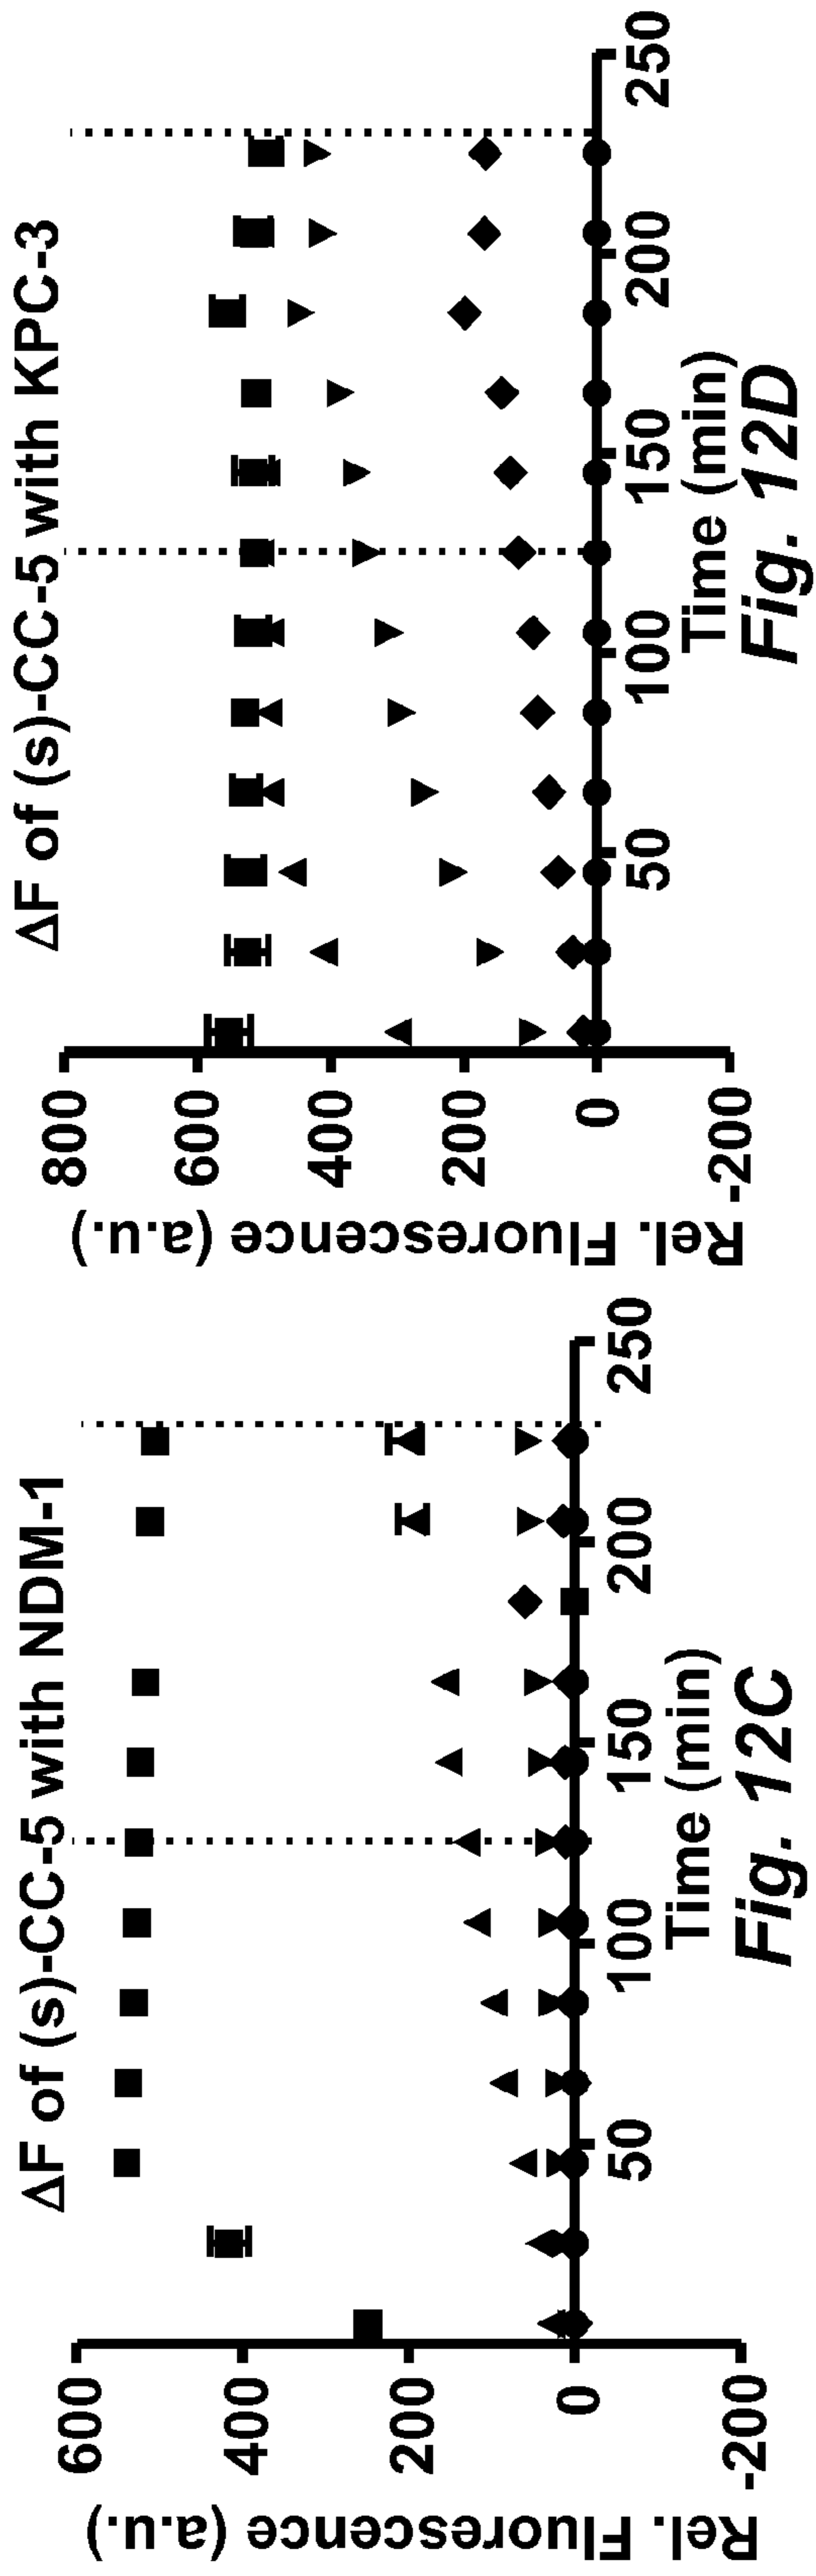 ΔF of (s)-CC-5 with NDM-1
600
400
200
0
-200
Rel. Fluorescence (a.u.)
50
100
150
200
250
Time (min)
Fig. 12C
ΔF of (s)-CC-5 with KPC-3
800
600
400
200
0
-200
Rel. Fluorescence (a.u.)
50
100
150
200
250
Time (min)
Fig. 12D